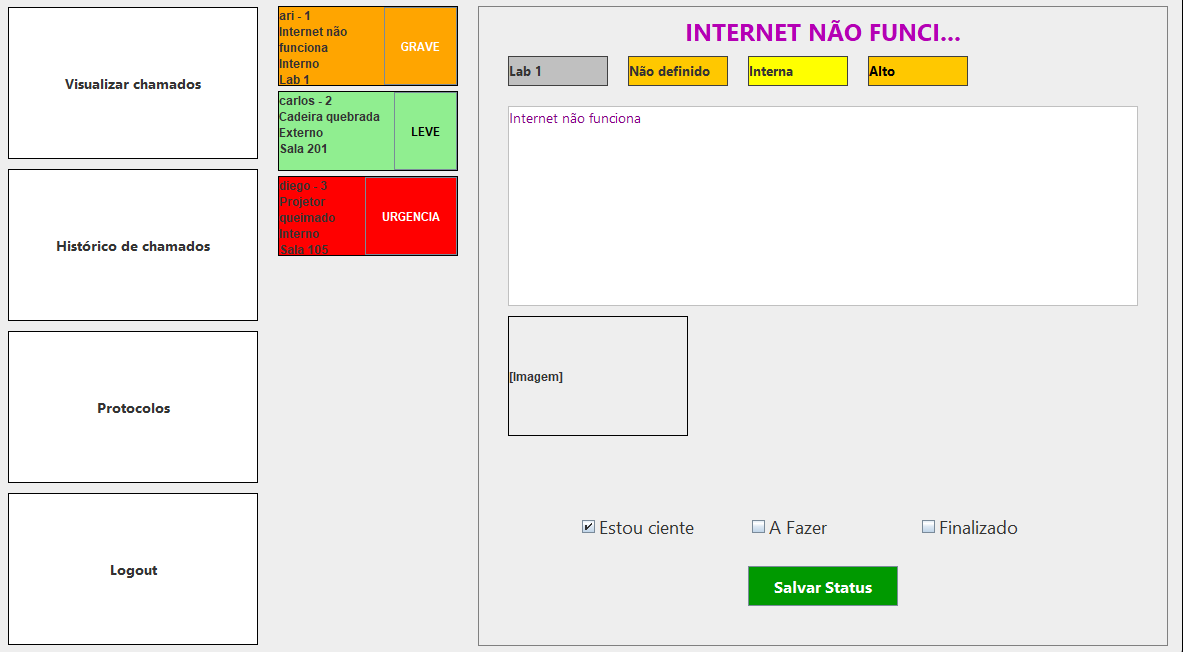 Visualizar chamados
Histórico de chamados
Protocolos
Logout
ari - 1
Internet não
funciona
Interno
Lab 1
GRAVE
carlos - 2
Cadeira quebrada
Externo
Sala 201
LEVE
diego - 3
Projetor
queimado
Interno
Sala 105
URGENCIA
INTERNET NÃO FUNCI...
Lab 1
Não definido
Interna
Alto
Internet não funciona
[Imagem]
Estou ciente
A Fazer
Finalizado
Salvar Status